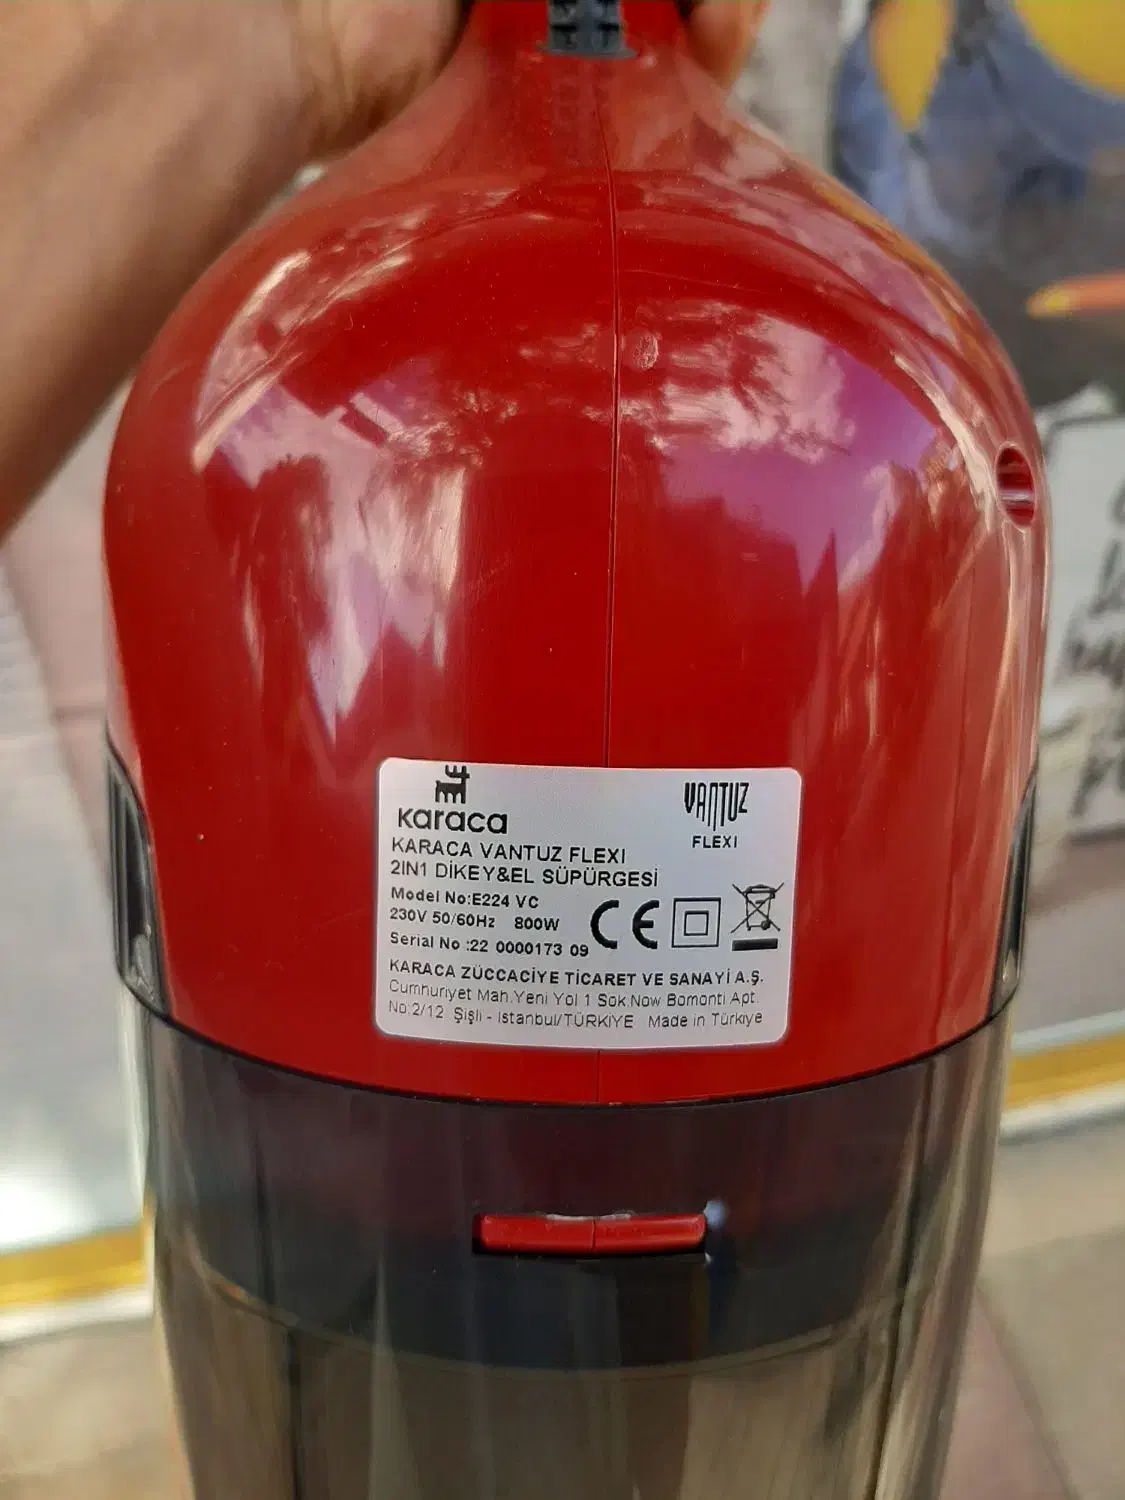 karaca
VANTUZ
FLEXI
KARACA VANTUZ FLEXI
2IN1 DİKEY&EL SÜPÜRGESİ
Model No:E224 VC
230V 50/60Hz 800W
Serial No :22 0000173 09
CE
KARACA ZÜCCACİYE TİCARET VE SANAYİ A.Ş.
Cumhuriyet Mah.Yeni Yol 1 Sok.Now Bomonti Apt.
No:2/12 Şişli - Istanbul/TÜRKİYE Made in Türkiye